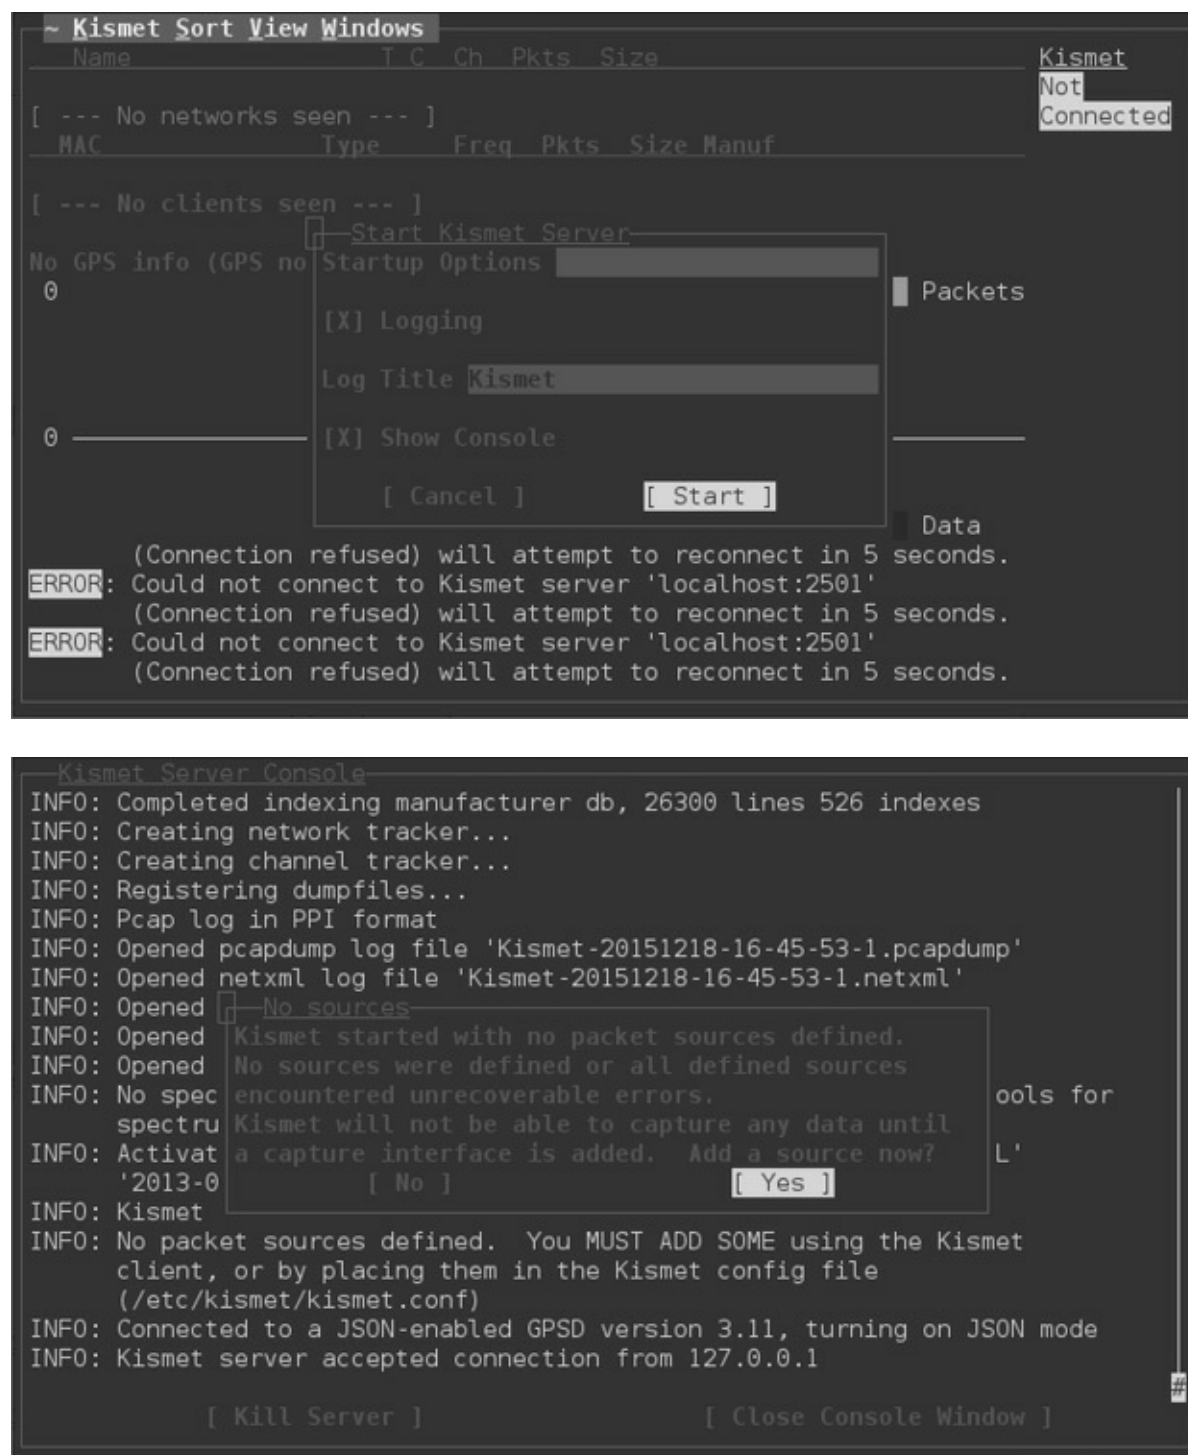 ~ Kismet Sort View Windows
Name T C Ch Pkts Size
Kismet
Not
Connected
[ --- No networks seen --- ]
MAC Type Freq Pkts Size Manuf
[ --- No clients seen --- ]
Start Kismet Server
No GPS info (GPS no
Startup Options
0
Packets
[X] Logging
Log Title Kismet
0
[X] Show Console
[ Cancel ] [ Start ]
Data
(Connection refused) will attempt to reconnect in 5 seconds.
ERROR: Could not connect to Kismet server 'localhost:2501'
(Connection refused) will attempt to reconnect in 5 seconds.
ERROR: Could not connect to Kismet server 'localhost:2501'
(Connection refused) will attempt to reconnect in 5 seconds.
Kismet Server Console
INFO: Completed indexing manufacturer db, 26300 lines 526 indexes
INFO: Creating network tracker...
INFO: Creating channel tracker...
INFO: Registering dumpfiles...
INFO: Pcap log in PPI format
INFO: Opened pcapdump log file 'Kismet-20151218-16-45-53-1.pcapdump'
INFO: Opened netxml log file 'Kismet-20151218-16-45-53-1.netxml'
INFO: Opened No sources
INFO: Opened Kismet started with no packet sources defined.
INFO: Opened No sources were defined or all defined sources
INFO: No spec encountered unrecoverable errors. ools for
spectru Kismet will not be able to capture any data until
INFO: Activat a capture interface is added. Add a source now? L'
'2013-0 [ No ] [ Yes ]
INFO: Kismet
INFO: No packet sources defined. You MUST ADD SOME using the Kismet
client, or by placing them in the Kismet config file
(/etc/kismet/kismet.conf)
INFO: Connected to a JSON-enabled GPSD version 3.11, turning on JSON mode
INFO: Kismet server accepted connection from 127.0.0.1
#
[ Kill Server ] [ Close Console Window ]